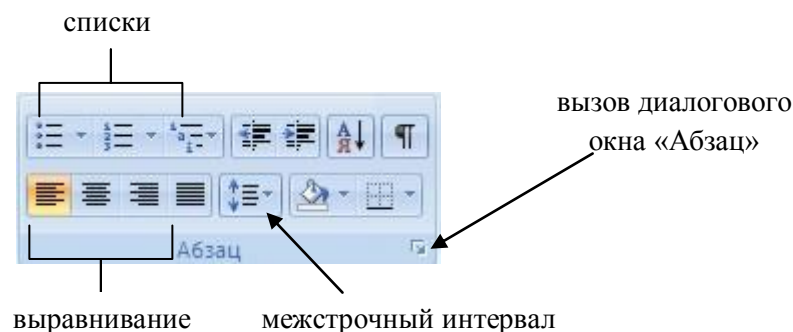 списки
вызов диалогового
окна «Абзац»
Абзац
выравнивание
межстрочный интервал